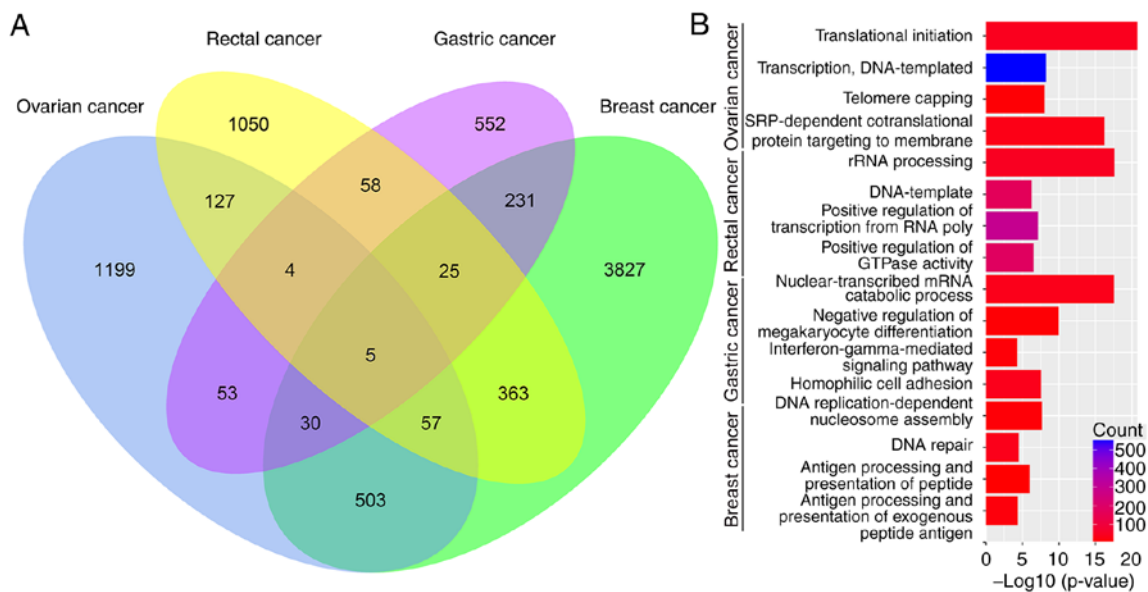 A
Rectal cancer
Gastric cancer
Ovarian cancer
Breast cancer
1050
552
127
58
231
1199
4
25
3827
5
53
363
30
57
503
B
Ovarian cancer
Rectal cancer
Gastric cancer
Breast cancer
Translational initiation
Transcription, DNA-templated
Telomere capping
SRP-dependent cotranslational
protein targeting to membrane
rRNA processing
DNA-template
Positive regulation of
transcription from RNA poly
Positive regulation of
GTPase activity
Nuclear-transcribed mRNA
catabolic process
Negative regulation of
megakaryocyte differentiation
Interferon-gamma-mediated
signaling pathway
Homophilic cell adhesion
DNA replication-dependent
nucleosome assembly
DNA repair
Antigen processing and
presentation of peptide
Antigen processing and
presentation of exogenous
peptide antigen
Count
500
400
300
200
100
0 5 10 15 20
−Log10 (p-value)